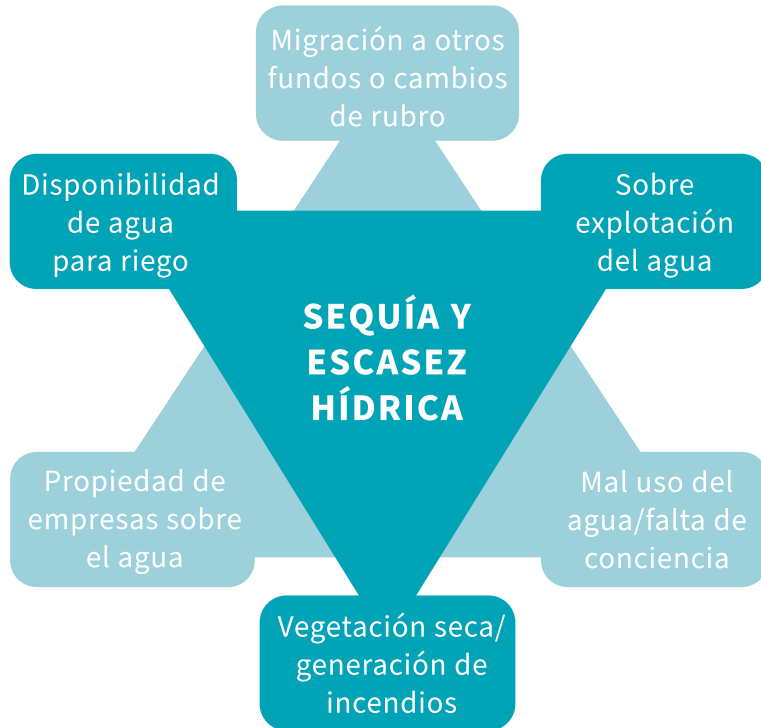 Migración a otros
fundos o cambios
de rubro
Disponibilidad
de agua
para riego
Sobre
explotación
del agua
SEQUÍA Y
ESCASEZ
HÍDRICA
Propiedad de
empresas sobre
el agua
Mal uso del
agua/falta de
conciencia
Vegetación seca/
generación de
incendios